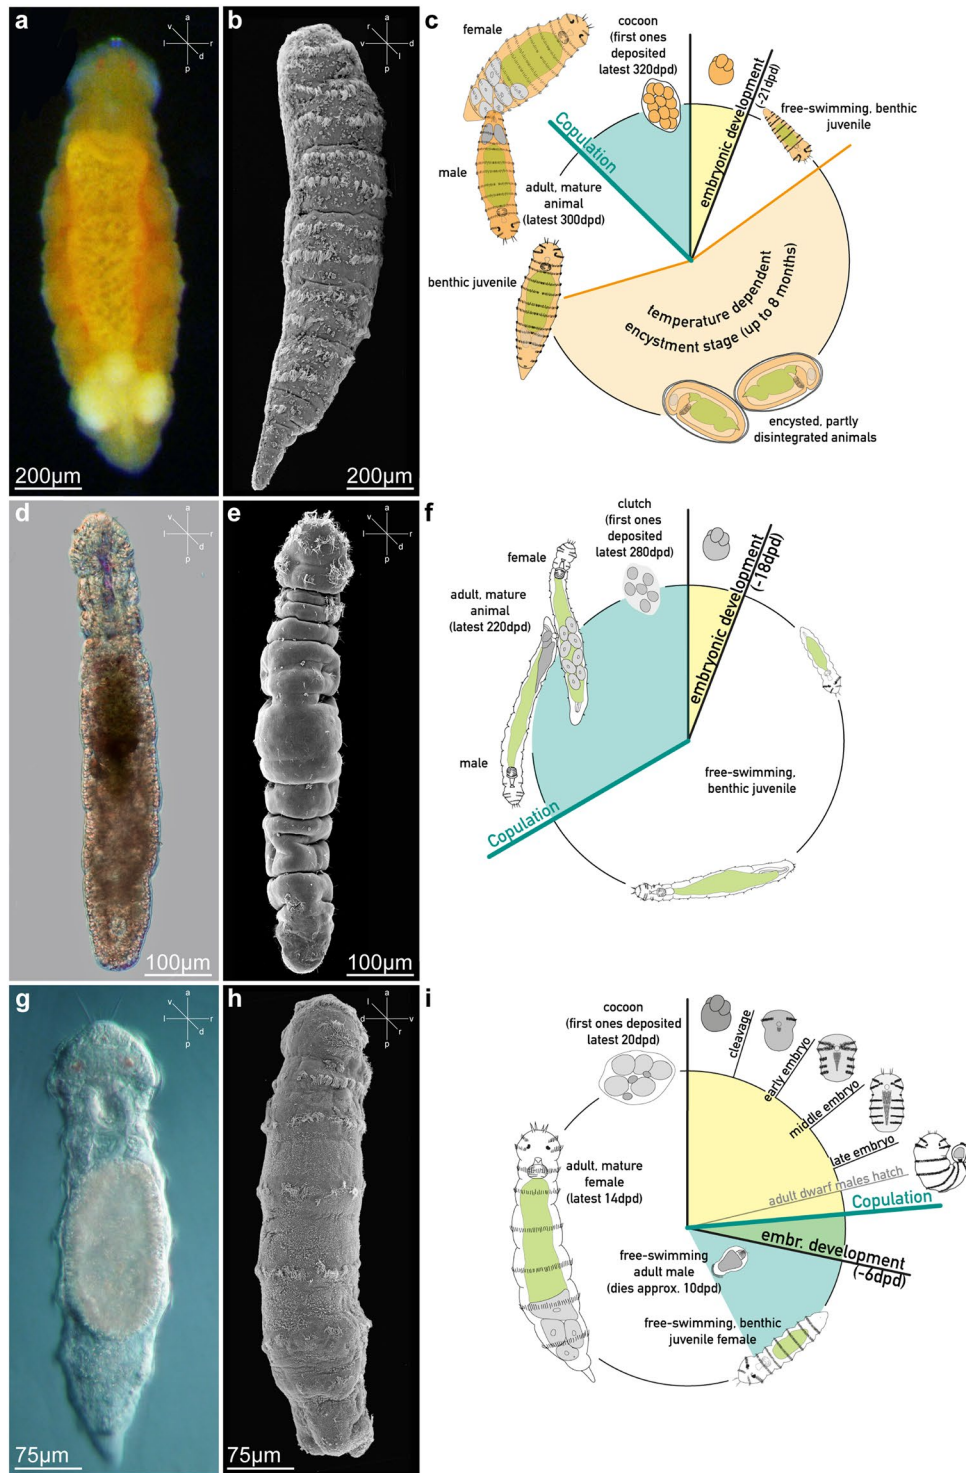 a
a
v
l
r
d
p
200µm
b
a
v
r
d
l
p
200µm
c
female
cocoon
(first ones
deposited
latest 320dpd)
embryonic development
(-21dpd)
free-swimming, benthic
juvenile
Copulation
male
adult, mature
animal
(latest 300dpd)
benthic juvenile
temperature dependent
encystment stage (up to 8 months)
encysted, partly
disintegrated animals
d
a
v
l
r
d
p
100µm
e
a
v
l
r
d
p
100µm
f
clutch
(first ones
deposited
latest 280dpd)
female
embryonic development
(-18dpd)
adult, mature
animal
(latest 220dpd)
male
Copulation
free-swimming,
benthic juvenile
g
a
v
l
r
d
p
75µm
h
a
l
d
v
r
p
75µm
i
cocoon
(first ones deposited
latest 20dpd)
cleavage
early embryo
middle embryo
late embryo
adult dwarf males hatch
Copulation
adult, mature
female
(latest 14dpd)
embr. development
(-6dpd)
free-swimming
adult male
(dies approx. 10dpd)
free-swimming, benthic
juvenile female